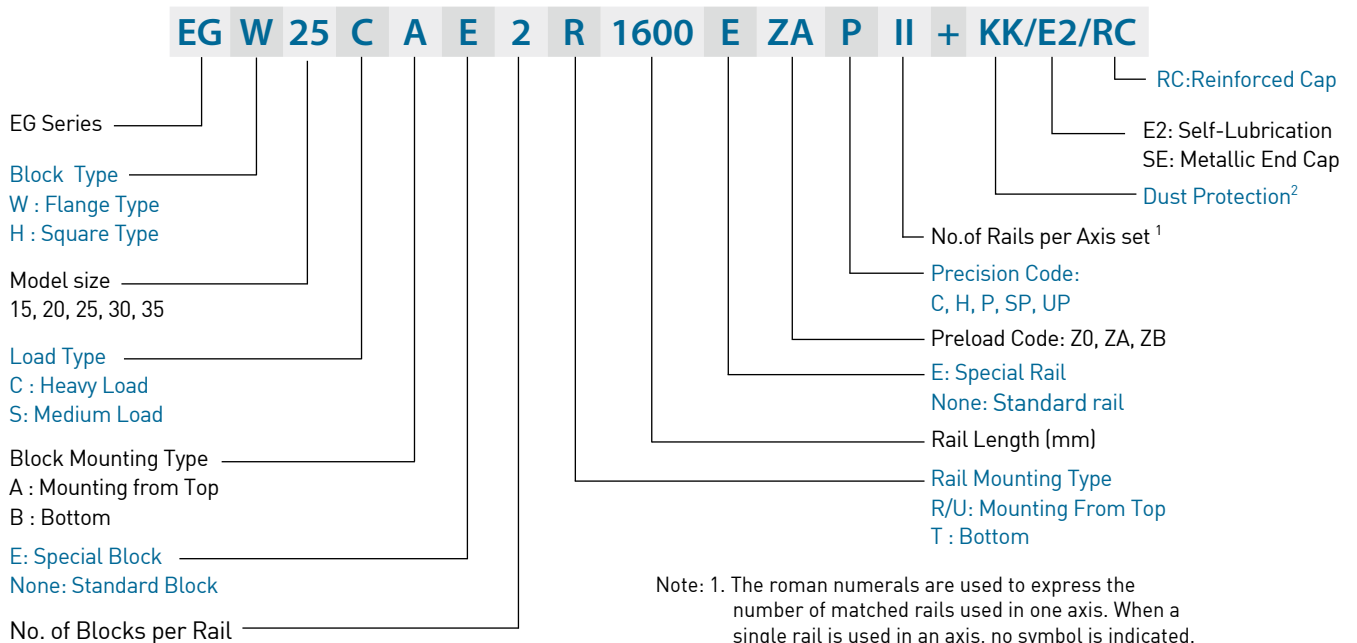 EG W 25 C A E 2 R 1600 E ZA P II + KK/E2/RC
EG Series
Block Type
W : Flange Type
H : Square Type
Model size
15, 20, 25, 30, 35
Load Type
C : Heavy Load
S: Medium Load
Block Mounting Type
A : Mounting from Top
B : Bottom
E: Special Block
None: Standard Block
No. of Blocks per Rail
RC:Reinforced Cap
E2: Self-Lubrication
SE: Metallic End Cap
Dust Protection2
No.of Rails per Axis set 1
Precision Code:
C, H, P, SP, UP
Preload Code: Z0, ZA, ZB
E: Special Rail
None: Standard rail
Rail Length (mm)
Rail Mounting Type
R/U: Mounting From Top
T : Bottom
Note: 1. The roman numerals are used to express the
number of matched rails used in one axis. When a
single rail is used in an axis, no symbol is indicated.